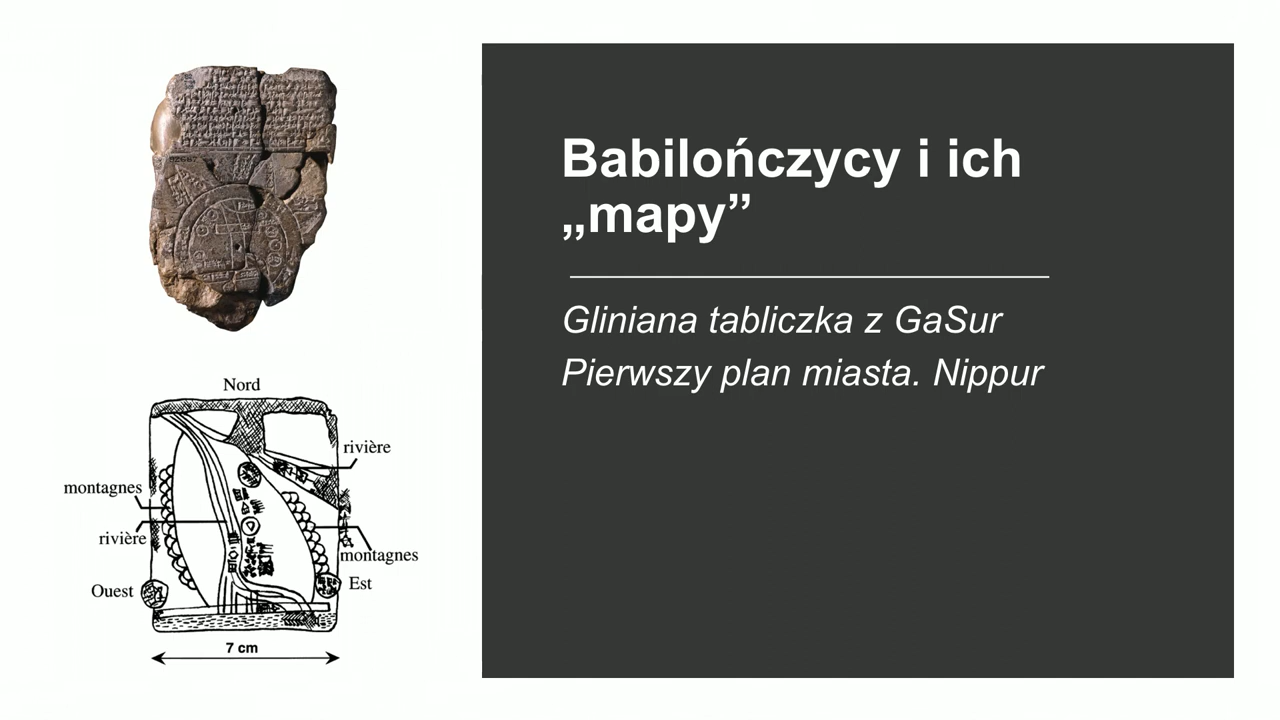 Babilończycy i ich
„mapy”
Gliniana tabliczka z GaSur
Pierwszy plan miasta. Nippur
Nord
rivière
montagnes
rivière
montagnes
Ouest
Est
7 cm